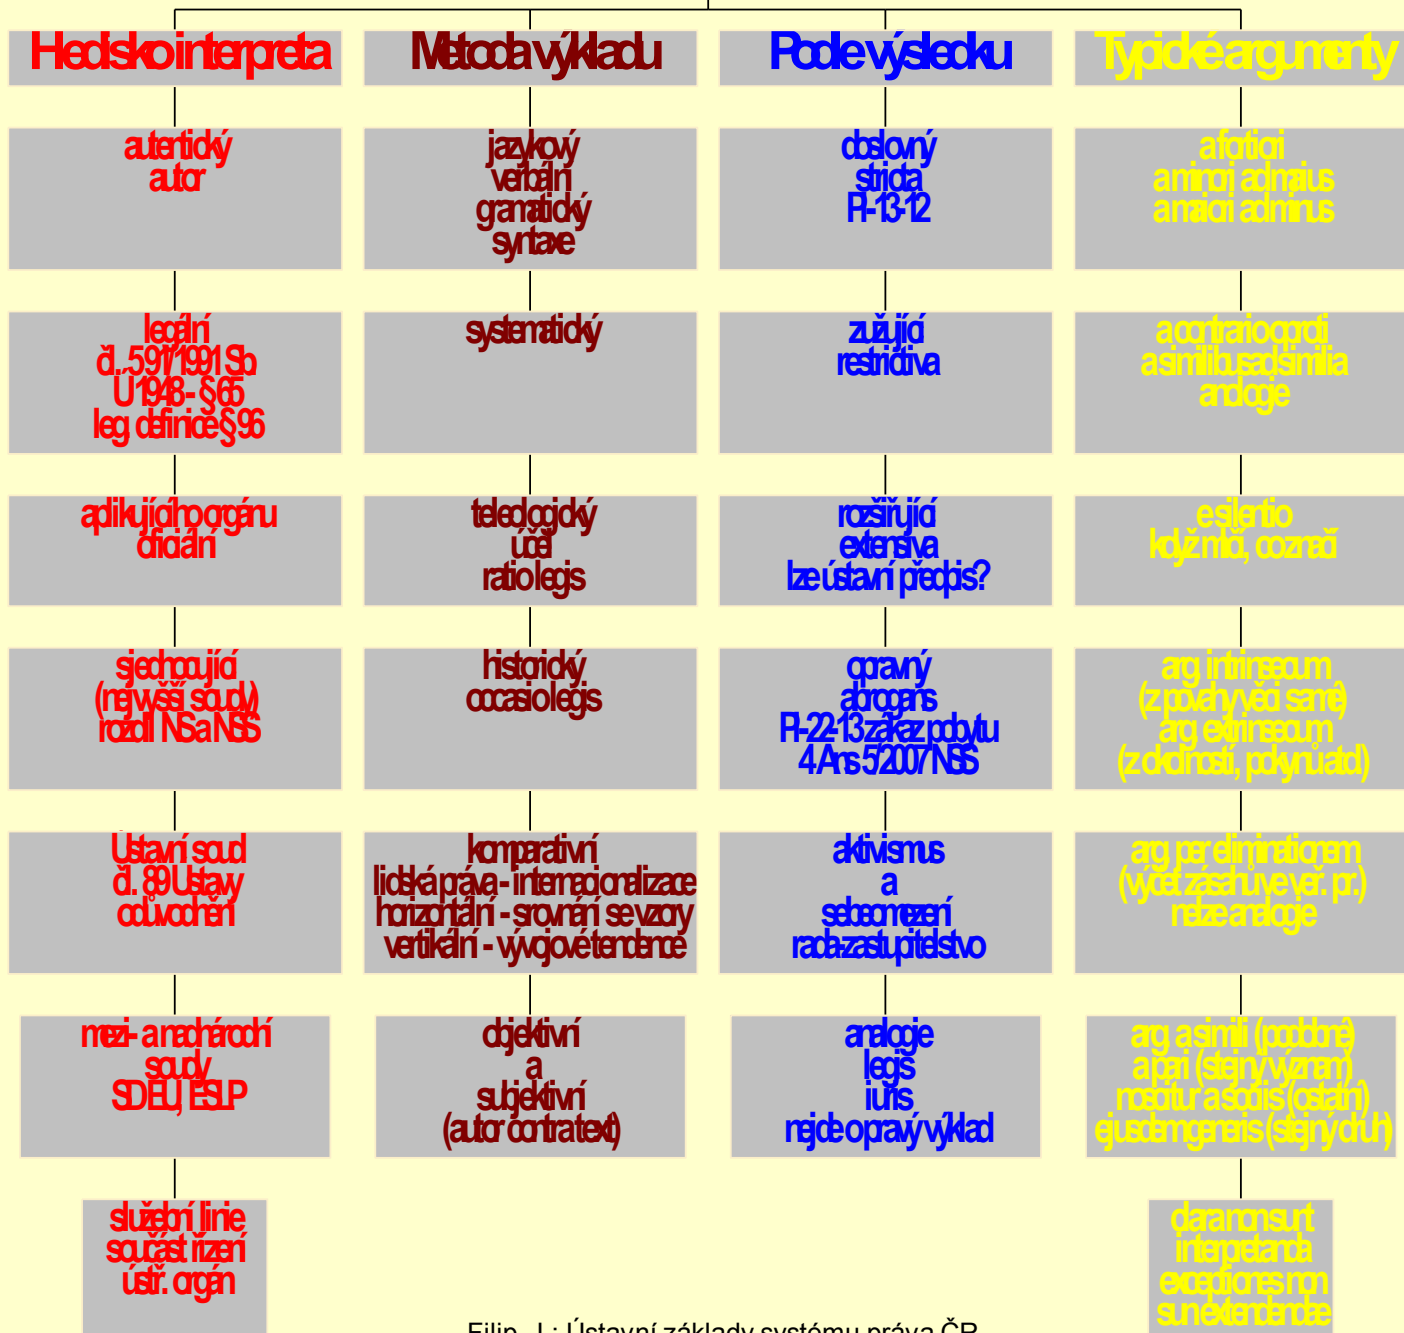 Hledisko interpreta
autentický
autor
legální
čl. 5 91/1991 Sb.
Ú 1948 - § 65
leg. definice § 96
aplikujícího orgánu
oficiální
sjednocující
(nejvyšší soudy)
rozdíl NS a NSS
Ústavní soud
čl. 89 Ústavy
odůvodnění
mezi- a nadnárodní
soudy
SDEU, ESLP
služební linie
součást řízení
ústř. orgán
Metoda výkladu
jazykový
verbální
gramatický
syntaxe
systematický
teleologický
účel
ratio legis
historický
occasio legis
komparativní
lidská práva - internacionalizace
horizontální - srovnání se vzory
vertikální - vývojové tendence
objektivní
a
subjektivní
(autor contra text)
Podle výsledku
doslovný
stricta
Pl-13-12
zužující
restrictiva
rozšiřující
extensiva
lze ústavní předpis?
opravný
abrogans
Pl-22-13 zákaz pobytu
4 Ans 5/2007 NSS
aktivismus
a
sebeomezení
rada-zastupitelstvo
analogie
legis
iuris
nejde o pravý výklad
Typické argumenty
a fortiori
a minori ad maius
a maiori ad minus
a contrario oproti
a similibus ad similia
analogie
e silentio
když mlčí, co značí
arg. intrinsecum
(z povahy věci samé)
arg. extrinsecum
(z okolností, pokynů atd.)
arg. per eliminationem
(výčet zásahů ve veř. pr.)
nelze analogie
arg. a simili (podobné)
a pari (stejný význam)
noscitur a sociis (ostatní)
ejusdem generis (stejný druh)
clara non sunt
interpretanda
exceptiones non
sun extendendae
Filip, J.: Ústavní základy systému práva ČR